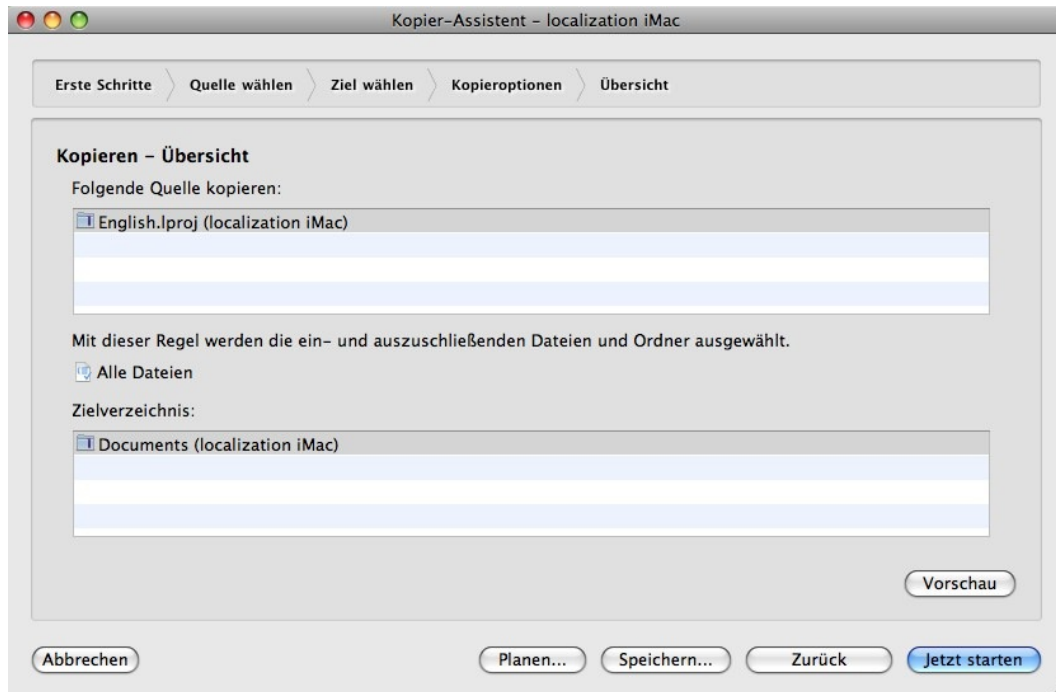 Kopier-Assistent – localization iMac
Erste Schritte Quelle wählen Ziel wählen Kopieroptionen Übersicht
Kopieren – Übersicht
Folgende Quelle kopieren:
English.lproj (localization iMac)
Mit dieser Regel werden die ein- und auszuschließenden Dateien und Ordner ausgewählt.
Alle Dateien
Zielverzeichnis:
Documents (localization iMac)
Vorschau
Abbrechen Planen... Speichern... Zurück Jetzt starten